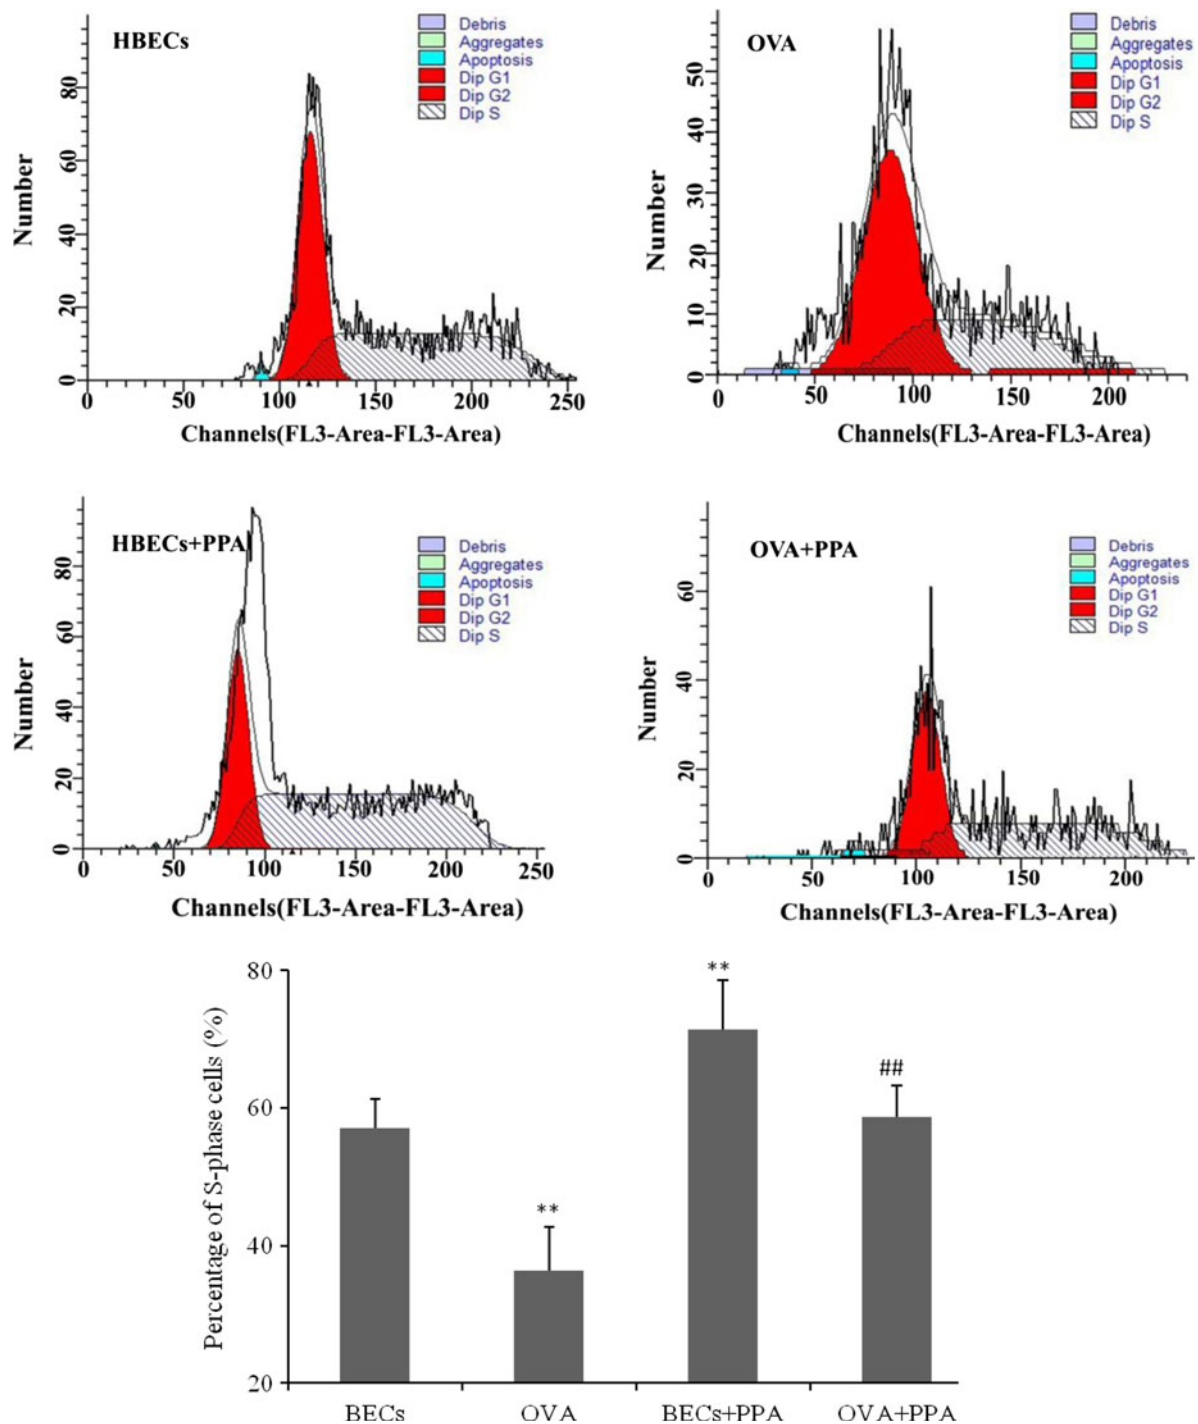 HBECs
Debris
Aggregates
Apoptosis
Dip G1
Dip G2
Dip S
Number
80
60
40
20
0
0 50 100 150 200 250
Channels(FL3-Area-FL3-Area)
OVA
Debris
Aggregates
Apoptosis
Dip G1
Dip G2
Dip S
Number
50
40
30
20
10
0
0 50 100 150 200
Channels(FL3-Area-FL3-Area)
HBECs+PPA
Debris
Aggregates
Apoptosis
Dip G1
Dip G2
Dip S
Number
80
60
40
20
0
0 50 100 150 200 250
Channels(FL3-Area-FL3-Area)
OVA+PPA
Debris
Aggregates
Apoptosis
Dip G1
Dip G2
Dip S
Number
60
40
20
0
0 50 100 150 200
Channels(FL3-Area-FL3-Area)
Percentage of S-phase cells (%)
80
60
40
20
**
**
##
BECs OVA BECs+PPA OVA+PPA